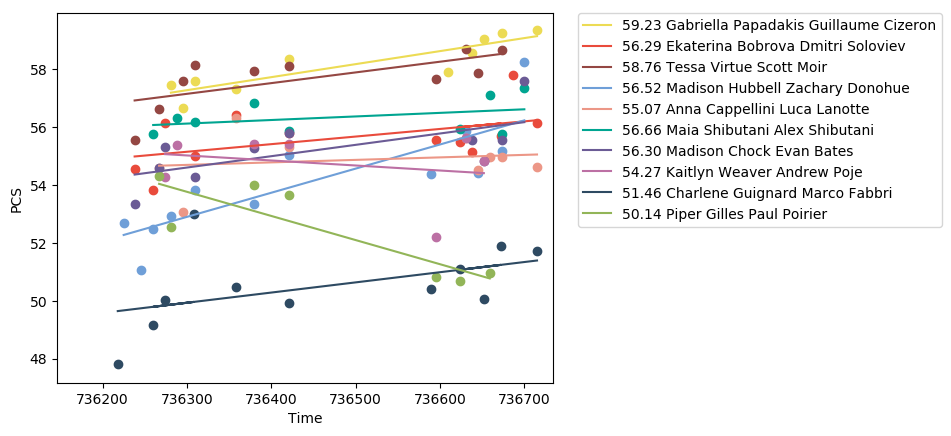 59.23 Gabriella Papadakis Guillaume Cizeron
56.29 Ekaterina Bobrova Dmitri Soloviev
58.76 Tessa Virtue Scott Moir
56.52 Madison Hubbell Zachary Donohue
55.07 Anna Cappellini Luca Lanotte
56.66 Maia Shibutani Alex Shibutani
56.30 Madison Chock Evan Bates
54.27 Kaitlyn Weaver Andrew Poje
51.46 Charlene Guignard Marco Fabbri
50.14 Piper Gilles Paul Poirier
PCS
58
56
54
52
50
48
736200 736300 736400 736500 736600 736700
Time